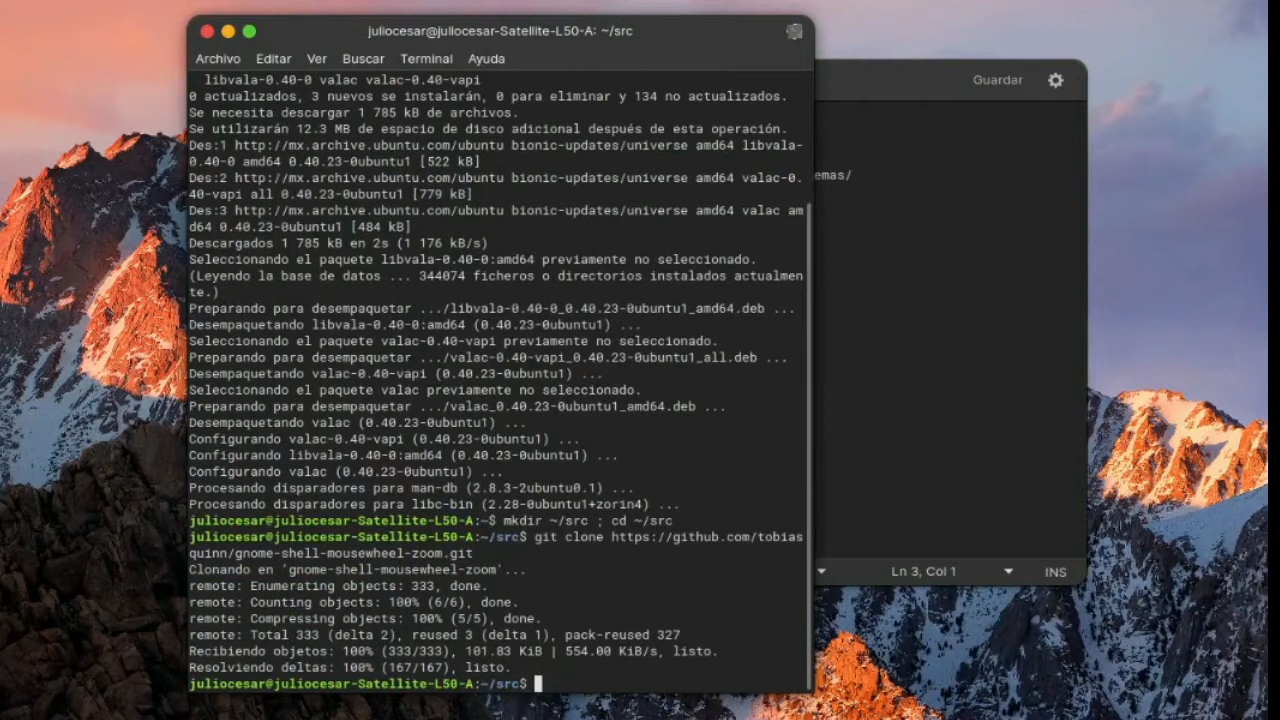 juliocesar@juliocesar-Satellite-L50-A: ~/src
Archivo Editar Ver Buscar Terminal Ayuda
libvala-0.40-0 valac valac-0.40-vapi
0 actualizados, 3 nuevos se instalarán, 0 para eliminar y 134 no actualizados.
Se necesita descargar 1 785 kB de archivos.
Se utilizarán 12.3 MB de espacio de disco adicional después de esta operación.
Des:1 http://mx.archive.ubuntu.com/ubuntu bionic-updates/universe amd64 libvala-
0.40-0 amd64 0.40.23-0ubuntu1 [522 kB]
Des:2 http://mx.archive.ubuntu.com/ubuntu bionic-updates/universe amd64 valac-0.
40-vapi all 0.40.23-0ubuntu1 [779 kB]
Des:3 http://mx.archive.ubuntu.com/ubuntu bionic-updates/universe amd64 valac am
d64 0.40.23-0ubuntu1 [484 kB]
Descargados 1 785 kB en 2s (1 176 kB/s)
Seleccionando el paquete libvala-0.40-0:amd64 previamente no seleccionado.
(Leyendo la base de datos ... 344074 ficheros o directorios instalados actualmen
te.)
Preparando para desempaquetar .../libvala-0.40-0_0.40.23-0ubuntu1_amd64.deb ...
Desempaquetando libvala-0.40-0:amd64 (0.40.23-0ubuntu1) ...
Seleccionando el paquete valac-0.40-vapi previamente no seleccionado.
Preparando para desempaquetar .../valac-0.40-vapi_0.40.23-0ubuntu1_all.deb ...
Desempaquetando valac-0.40-vapi (0.40.23-0ubuntu1) ...
Seleccionando el paquete valac previamente no seleccionado.
Preparando para desempaquetar .../valac_0.40.23-0ubuntu1_amd64.deb ...
Desempaquetando valac (0.40.23-0ubuntu1) ...
Configurando valac-0.40-vapi (0.40.23-0ubuntu1) ...
Configurando libvala-0.40-0:amd64 (0.40.23-0ubuntu1) ...
Configurando valac (0.40.23-0ubuntu1) ...
Procesando disparadores para man-db (2.8.3-2ubuntu0.1) ...
Procesando disparadores para libc-bin (2.28-0ubuntu1+zorin4) ...
juliocesar@juliocesar-Satellite-L50-A:~$ mkdir ~/src ; cd ~/src
juliocesar@juliocesar-Satellite-L50-A:~/src$ git clone https://github.com/tobias
quinn/gnome-shell-mousewheel-zoom.git
Clonando en 'gnome-shell-mousewheel-zoom'...
remote: Enumerating objects: 333, done.
remote: Counting objects: 100% (6/6), done.
remote: Compressing objects: 100% (5/5), done.
remote: Total 333 (delta 2), reused 3 (delta 1), pack-reused 327
Recibiendo objetos: 100% (333/333), 101.83 KiB | 554.00 KiB/s, listo.
Resolviendo deltas: 100% (167/167), listo.
juliocesar@juliocesar-Satellite-L50-A:~/src$
Guardar
emas/
Ln 3, Col 1
INS